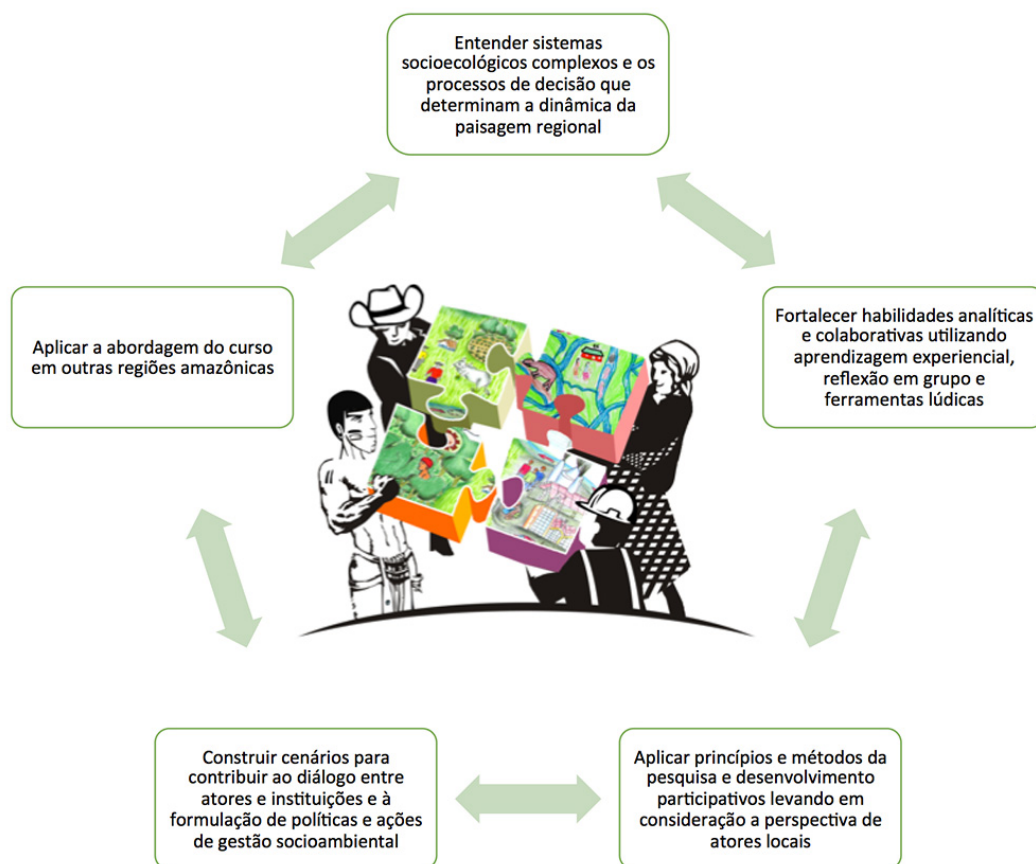 Entender sistemas
socioecológicos complexos e os
processos de decisão que
determinam a dinâmica da
paisagem regional
Aplicar a abordagem do curso
em outras regiões amazônicas
Fortalecer habilidades analíticas
e colaborativas utilizando
aprendizagem experiencial,
reflexão em grupo e
ferramentas lúdicas
Construir cenários para
contribuir ao diálogo entre
atores e instituições e à
formulação de políticas e ações
de gestão socioambiental
Aplicar princípios e métodos da
pesquisa e desenvolvimento
participativos levando em
consideração a perspectiva de
atores locais